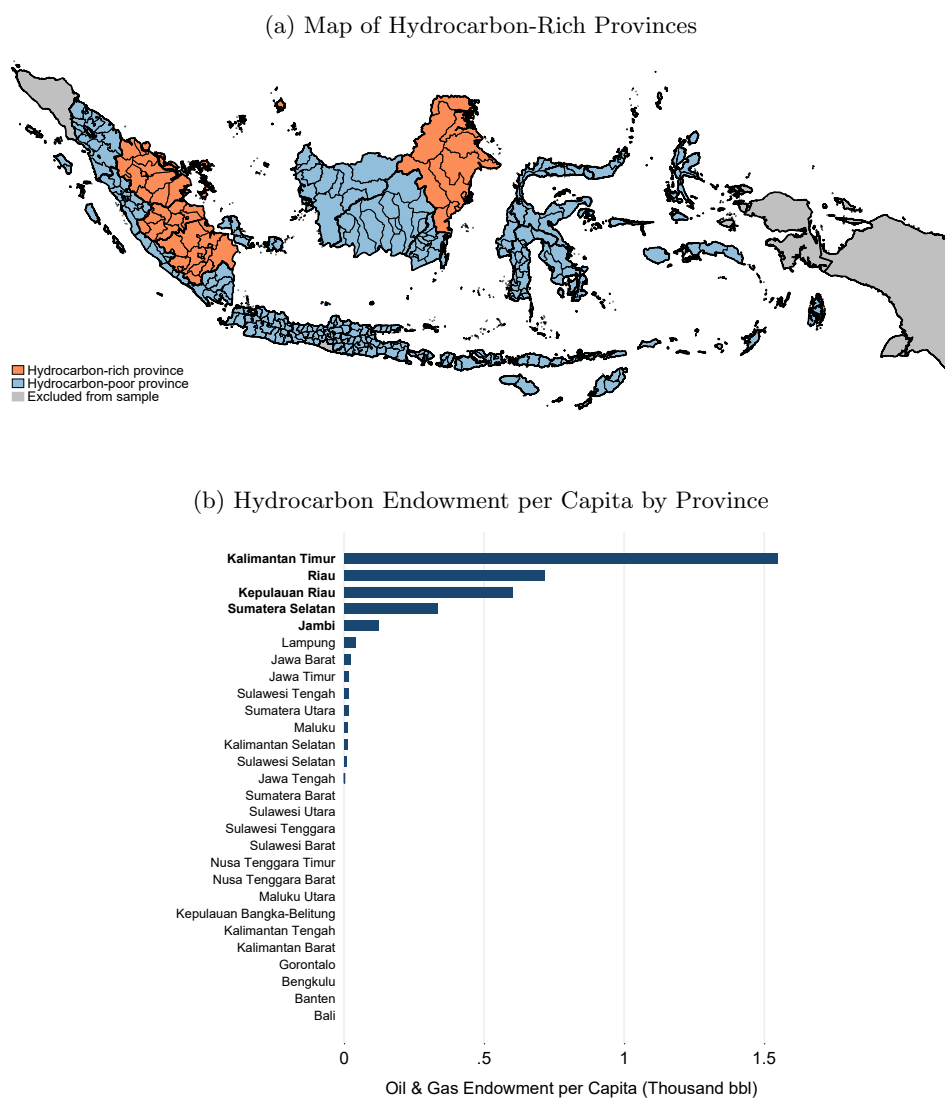 (a) Map of Hydrocarbon-Rich Provinces
Hydrocarbon-rich province
Hydrocarbon-poor province
Excluded from sample
(b) Hydrocarbon Endowment per Capita by Province
Kalimantan Timur
Riau
Kepulauan Riau
Sumatera Selatan
Jambi
Lampung
Jawa Barat
Jawa Timur
Sulawesi Tengah
Sumatera Utara
Maluku
Kalimantan Selatan
Sulawesi Selatan
Jawa Tengah
Sumatera Barat
Sulawesi Utara
Sulawesi Tenggara
Sulawesi Barat
Nusa Tenggara Timur
Nusa Tenggara Barat
Maluku Utara
Kepulauan Bangka-Belitung
Kalimantan Tengah
Kalimantan Barat
Gorontalo
Bengkulu
Banten
Bali
0 .5 1 1.5
Oil & Gas Endowment per Capita (Thousand bbl)